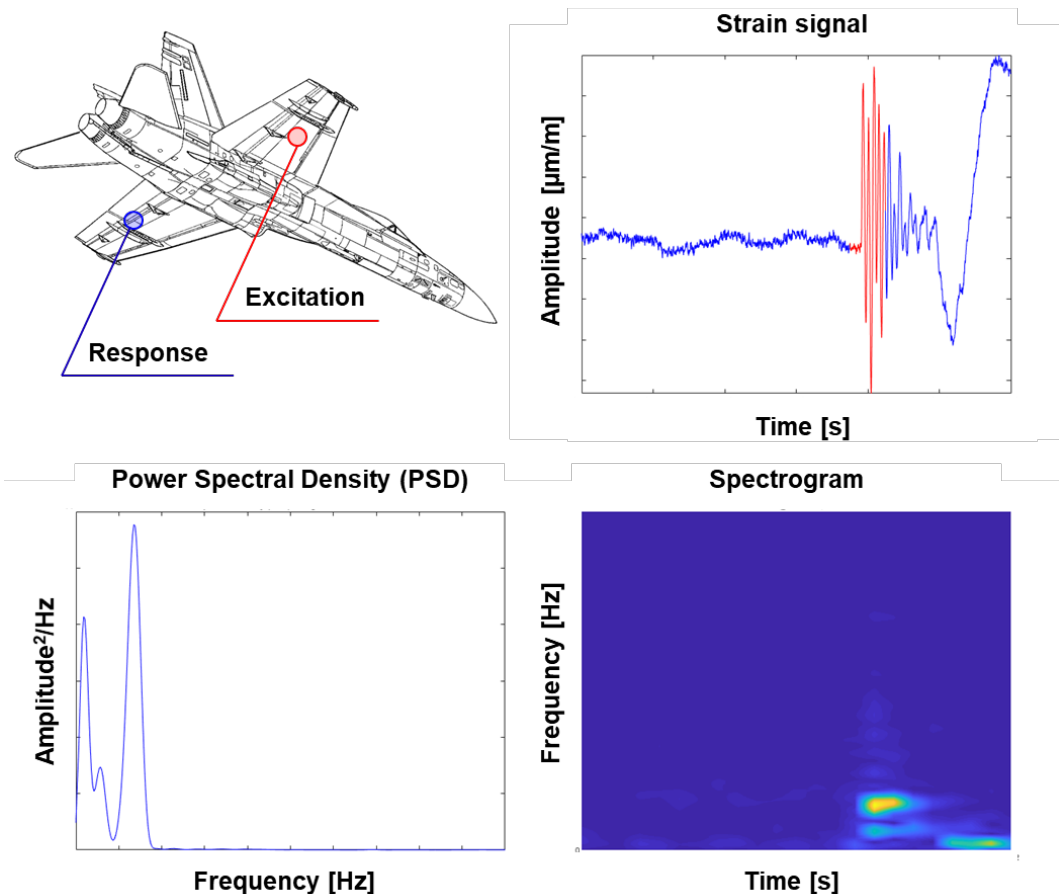 Strain signal
Amplitude [µm/m]
Time [s]
Excitation
Response
Power Spectral Density (PSD)
Amplitude²/Hz
Frequency [Hz]
Spectrogram
Frequency [Hz]
0
Time [s]